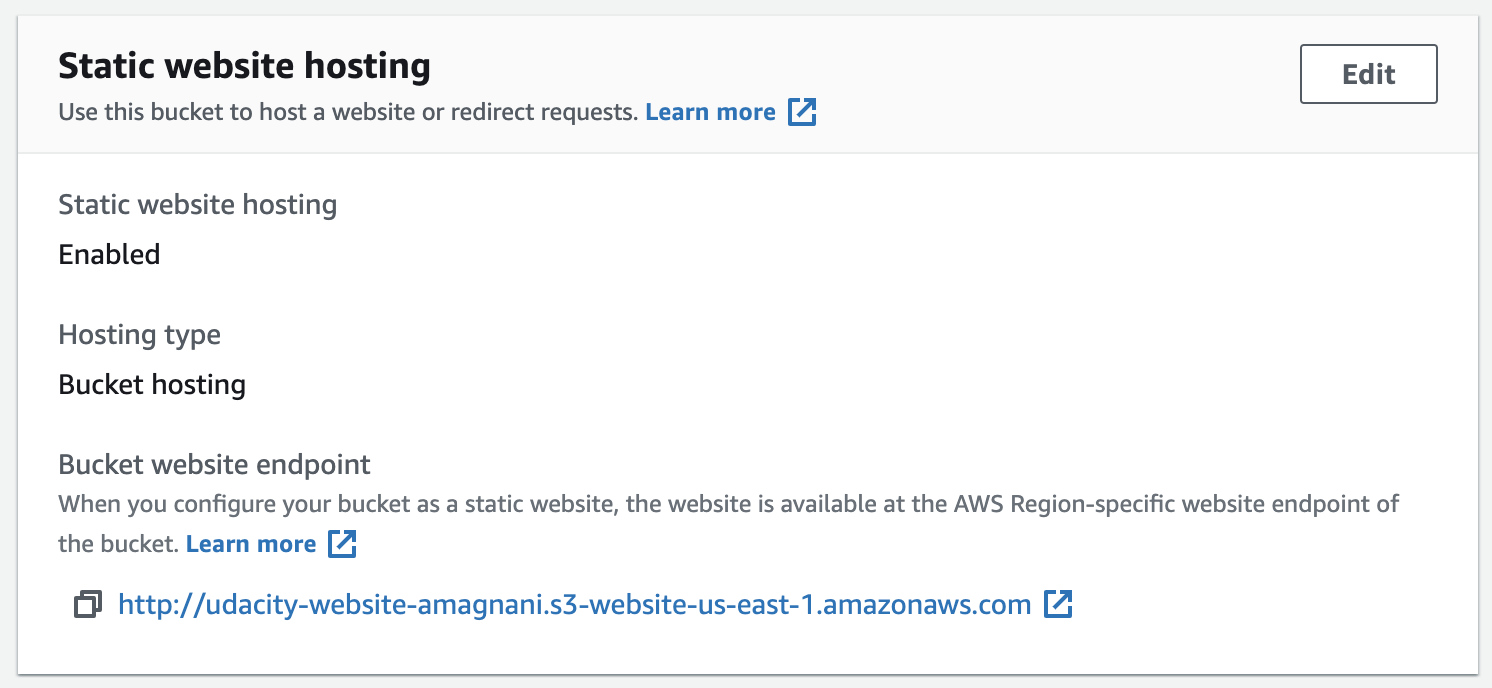 Static website hosting
Edit
Use this bucket to host a website or redirect requests. Learn more
Static website hosting
Enabled
Hosting type
Bucket hosting
Bucket website endpoint
When you configure your bucket as a static website, the website is available at the AWS Region-specific website endpoint of
the bucket. Learn more
http://udacity-website-amagnani.s3-website-us-east-1.amazonaws.com